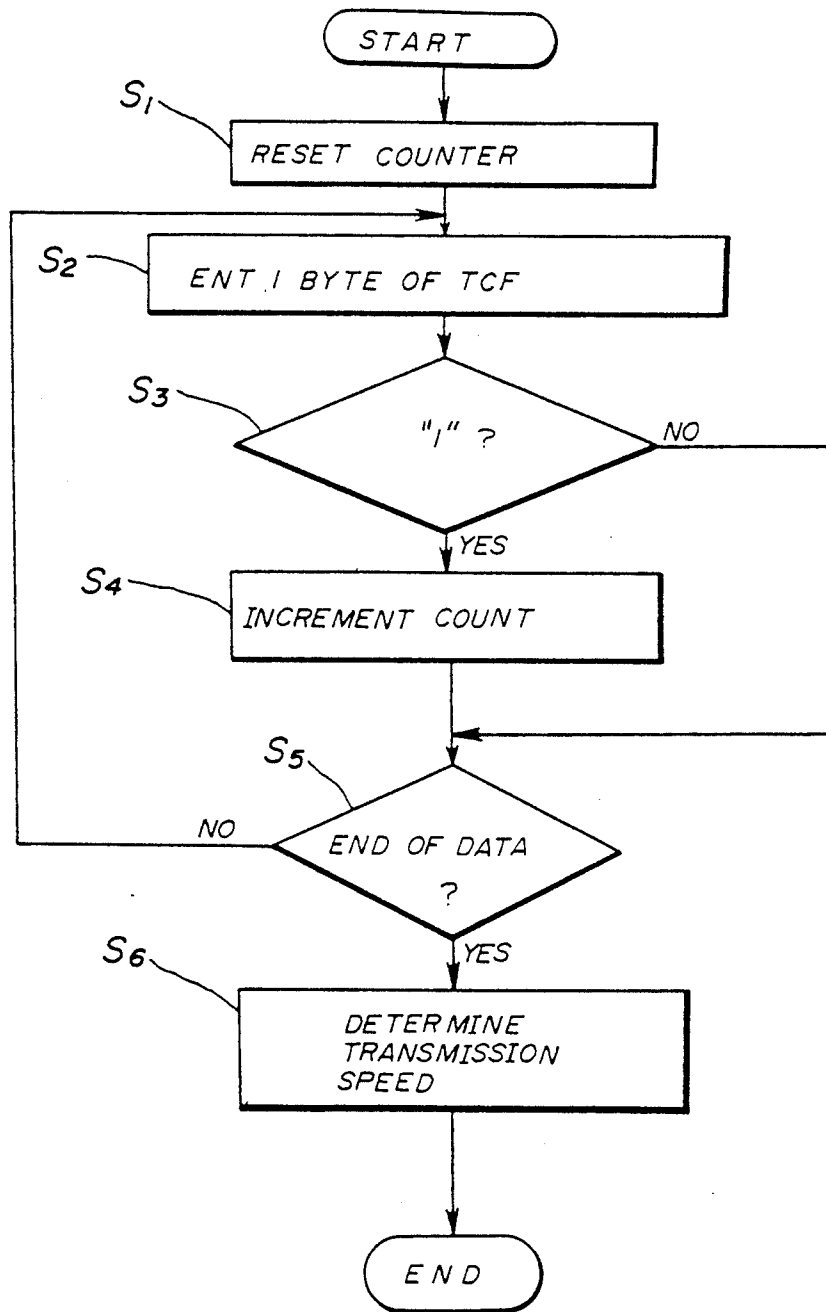 START
S1
RESET COUNTER
S2
ENT 1 BYTE OF TCF
S3
"1" ?
NO
YES
S4
INCREMENT COUNT
S5
NO
END OF DATA
?
YES
S6
DETERMINE
TRANSMISSION
SPEED
END